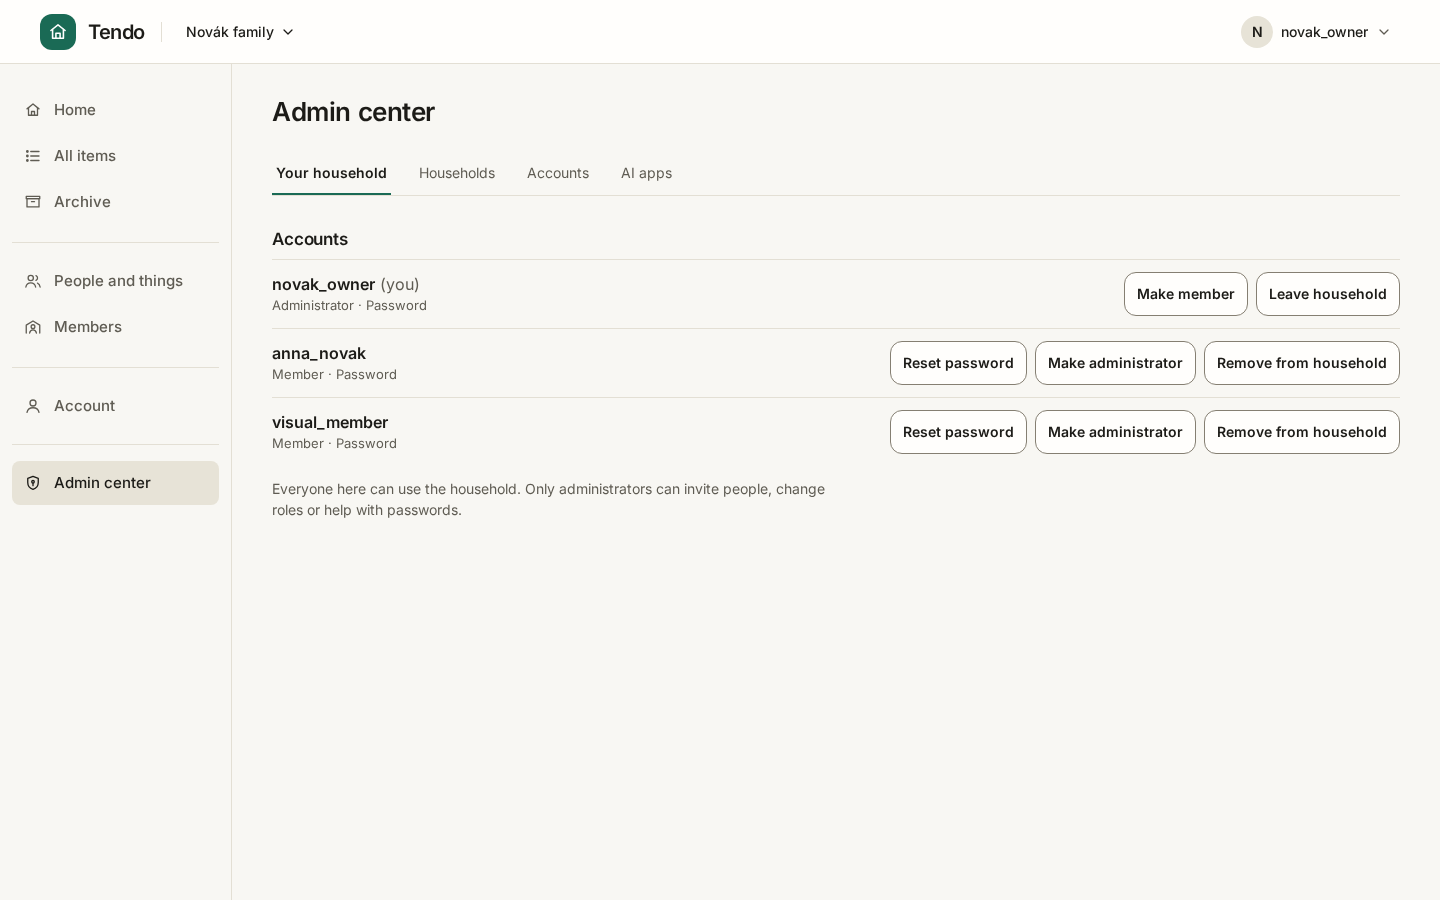 Tendo
Novák family
N
novak_owner
Home
All items
Archive
People and things
Members
Account
Admin center
Admin center
Your household
Households
Accounts
AI apps
Accounts
novak_owner (you)
Administrator · Password
Make member
Leave household
anna_novak
Member · Password
Reset password
Make administrator
Remove from household
visual_member
Member · Password
Reset password
Make administrator
Remove from household
Everyone here can use the household. Only administrators can invite people, change
roles or help with passwords.